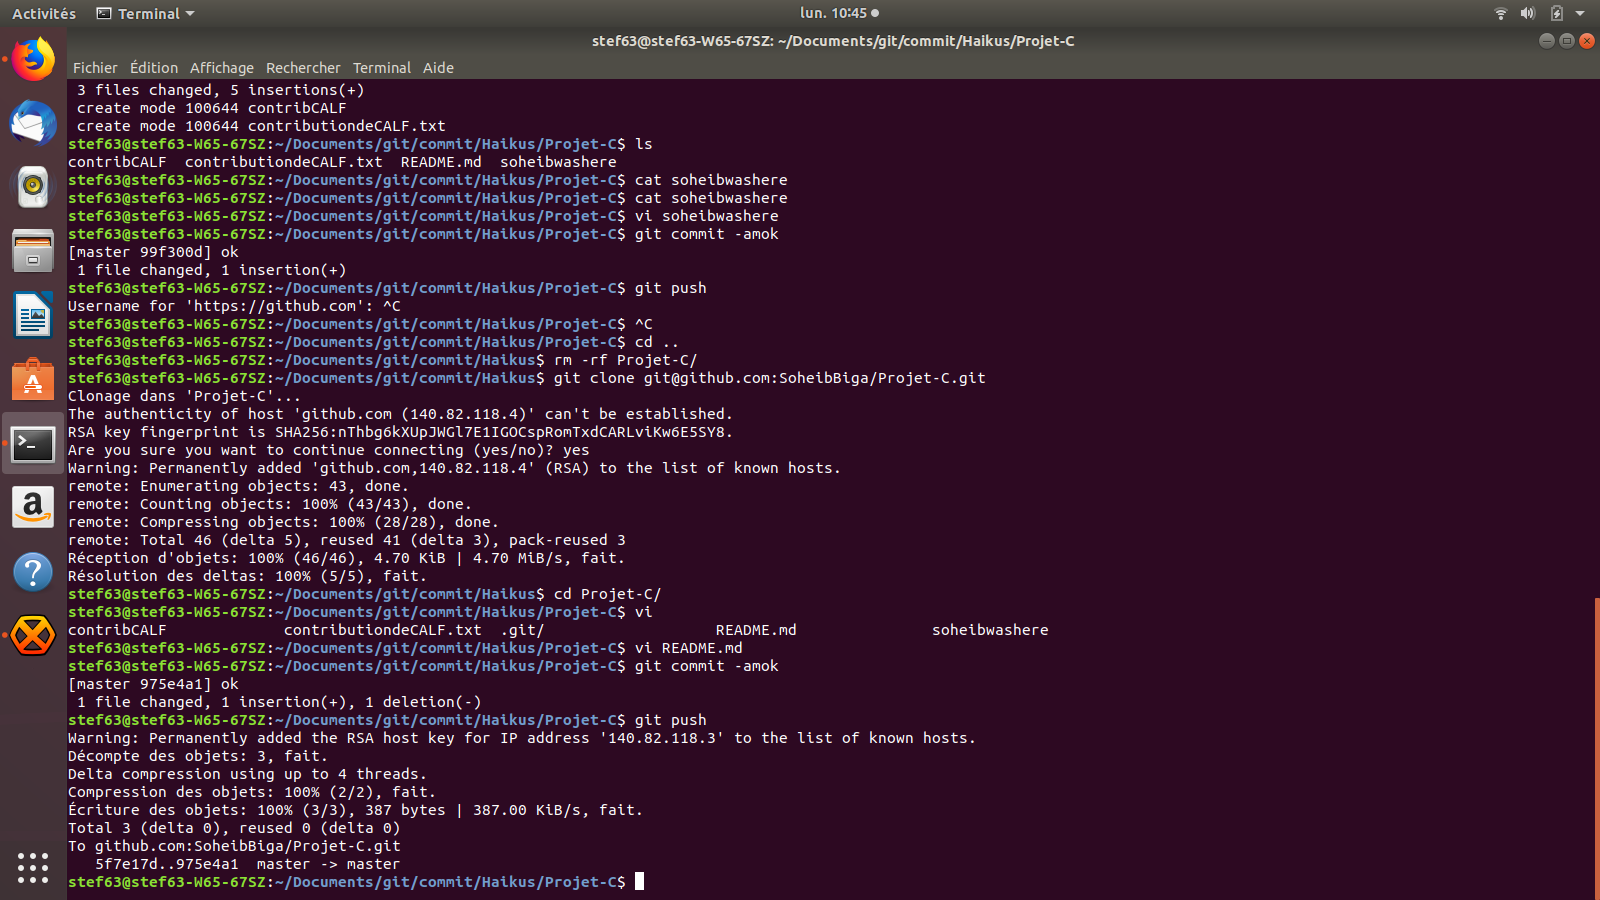 Activités Terminal lun. 10:45
stef63@stef63-W65-67SZ: ~/Documents/git/commit/Haikus/Projet-C
Fichier Édition Affichage Rechercher Terminal Aide
3 files changed, 5 insertions(+)
create mode 100644 contribCALF
create mode 100644 contributiondeCALF.txt
stef63@stef63-W65-67SZ:~/Documents/git/commit/Haikus/Projet-C$ ls
contribCALF contributiondeCALF.txt README.md soheibwashere
stef63@stef63-W65-67SZ:~/Documents/git/commit/Haikus/Projet-C$ cat soheibwashere
stef63@stef63-W65-67SZ:~/Documents/git/commit/Haikus/Projet-C$ cat soheibwashere
stef63@stef63-W65-67SZ:~/Documents/git/commit/Haikus/Projet-C$ vi soheibwashere
stef63@stef63-W65-67SZ:~/Documents/git/commit/Haikus/Projet-C$ git commit -amok
[master 99f300d] ok
1 file changed, 1 insertion(+)
stef63@stef63-W65-67SZ:~/Documents/git/commit/Haikus/Projet-C$ git push
Username for 'https://github.com': ^C
stef63@stef63-W65-67SZ:~/Documents/git/commit/Haikus/Projet-C$ ^C
stef63@stef63-W65-67SZ:~/Documents/git/commit/Haikus/Projet-C$ cd ..
stef63@stef63-W65-67SZ:~/Documents/git/commit/Haikus$ rm -rf Projet-C/
stef63@stef63-W65-67SZ:~/Documents/git/commit/Haikus$ git clone git@github.com:SoheibBiga/Projet-C.git
Clonage dans 'Projet-C'...
The authenticity of host 'github.com (140.82.118.4)' can't be established.
RSA key fingerprint is SHA256:nThbg6kXUpJWGl7E1IGOCspRomTxdCARLviKw6E5SY8.
Are you sure you want to continue connecting (yes/no)? yes
Warning: Permanently added 'github.com,140.82.118.4' (RSA) to the list of known hosts.
remote: Enumerating objects: 43, done.
remote: Counting objects: 100% (43/43), done.
remote: Compressing objects: 100% (28/28), done.
remote: Total 46 (delta 5), reused 41 (delta 3), pack-reused 3
Réception d'objets: 100% (46/46), 4.70 KiB | 4.70 MiB/s, fait.
Résolution des deltas: 100% (5/5), fait.
stef63@stef63-W65-67SZ:~/Documents/git/commit/Haikus$ cd Projet-C/
stef63@stef63-W65-67SZ:~/Documents/git/commit/Haikus/Projet-C$ vi
contribCALF contributiondeCALF.txt .git/ README.md soheibwashere
stef63@stef63-W65-67SZ:~/Documents/git/commit/Haikus/Projet-C$ vi README.md
stef63@stef63-W65-67SZ:~/Documents/git/commit/Haikus/Projet-C$ git commit -amok
[master 975e4a1] ok
1 file changed, 1 insertion(+), 1 deletion(-)
stef63@stef63-W65-67SZ:~/Documents/git/commit/Haikus/Projet-C$ git push
Warning: Permanently added the RSA host key for IP address '140.82.118.3' to the list of known hosts.
Décompte des objets: 3, fait.
Delta compression using up to 4 threads.
Compression des objets: 100% (2/2), fait.
Écriture des objets: 100% (3/3), 387 bytes | 387.00 KiB/s, fait.
Total 3 (delta 0), reused 0 (delta 0)
To github.com:SoheibBiga/Projet-C.git
5f7e17d..975e4a1 master -> master
stef63@stef63-W65-67SZ:~/Documents/git/commit/Haikus/Projet-C$